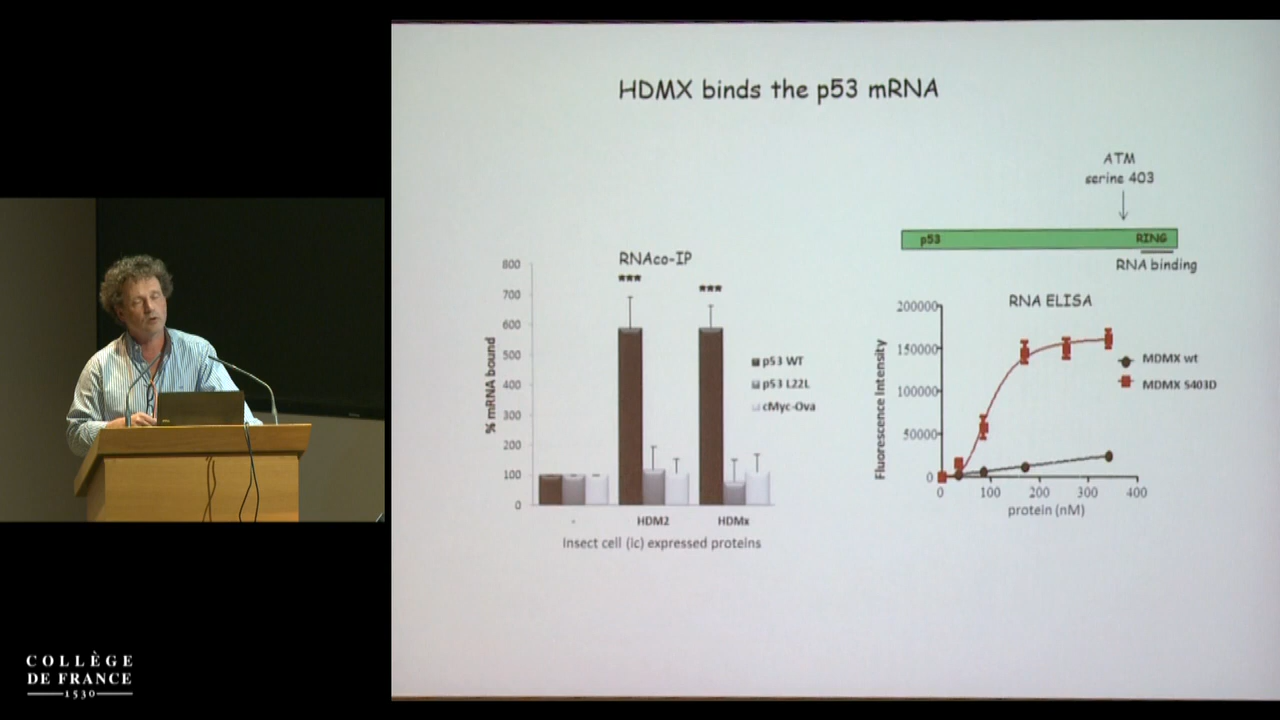 HDMX binds the p53 mRNA
ATM
serine 403
p53
RING
RNA binding
RNAco-IP
***
***
800
700
600
500
400
300
200
100
0
% mRNA bound
p53 WT
p53 L22L
cMyc-Ova
-
HDM2
HDMx
Insect cell (ic) expressed proteins
RNA ELISA
200000
150000
100000
50000
0
Fluorescence Intensity
MDMX wt
MDMX S403D
0
100
200
300
400
protein (nM)
COLLÈGE
DE FRANCE
1530